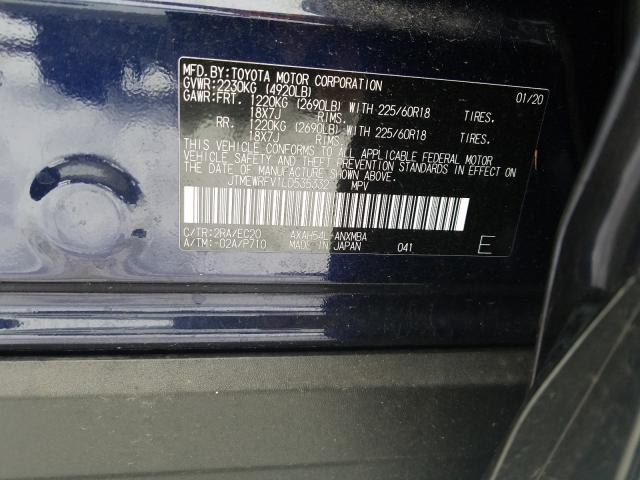 MFD. BY: TOYOTA MOTOR CORPORATION 01/20
GVWR: 2230KG (4920LB)
GAWR: FRT. 1220KG (2690LB) WITH 225/60R18 TIRES.
18X7J RIMS.
RR. 1220KG (2690LB) WITH 225/60R18 TIRES.
18X7J RIMS.
THIS VEHICLE CONFORMS TO ALL APPLICABLE FEDERAL MOTOR
VEHICLE SAFETY AND THEFT PREVENTION STANDARDS IN EFFECT ON
THE DATE OF MANUFACTURE SHOWN ABOVE.
JTMEWRFV1LD535332 MPV
C/TR: 2RA/EC20 AXAH54L-ANXMBA
A/TM: -02A/P710 MADE IN JAPAN 041 E